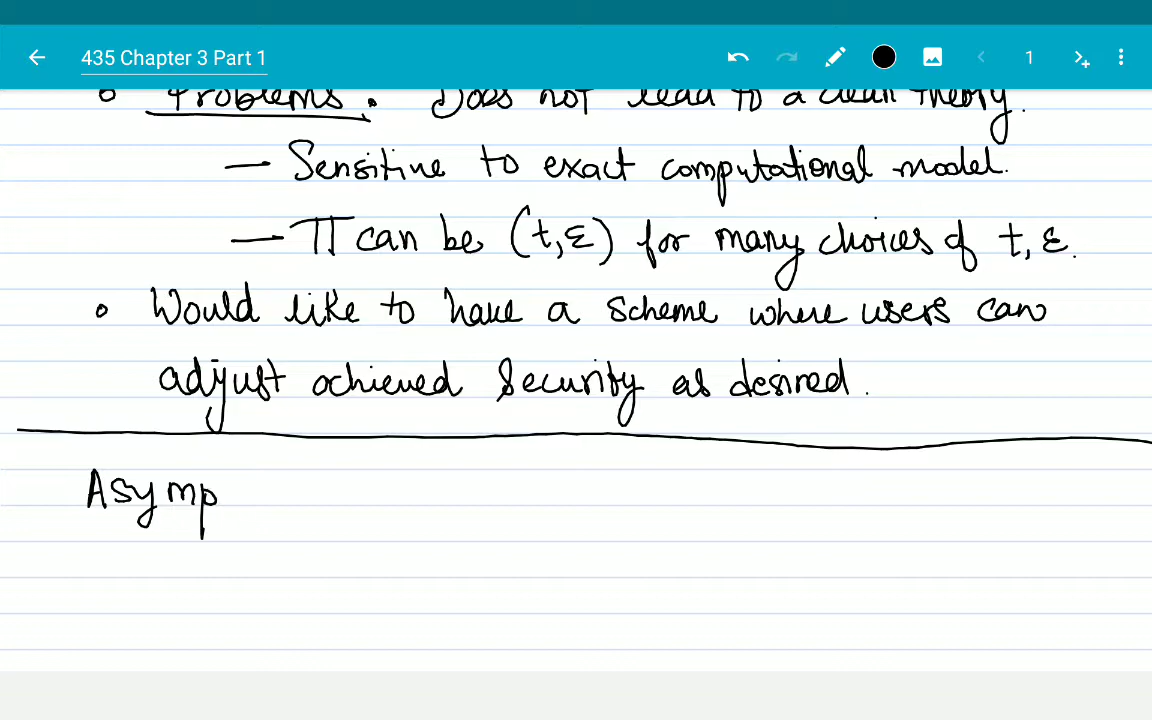 435 Chapter 3 Part 1
1
Problems. Does not lead to a clean theory.
— Sensitive to exact computational model.
— Π can be (t,ε) for many choices of t, ε.
Would like to have a scheme where users can
adjust achieved security as desired.
Asymp